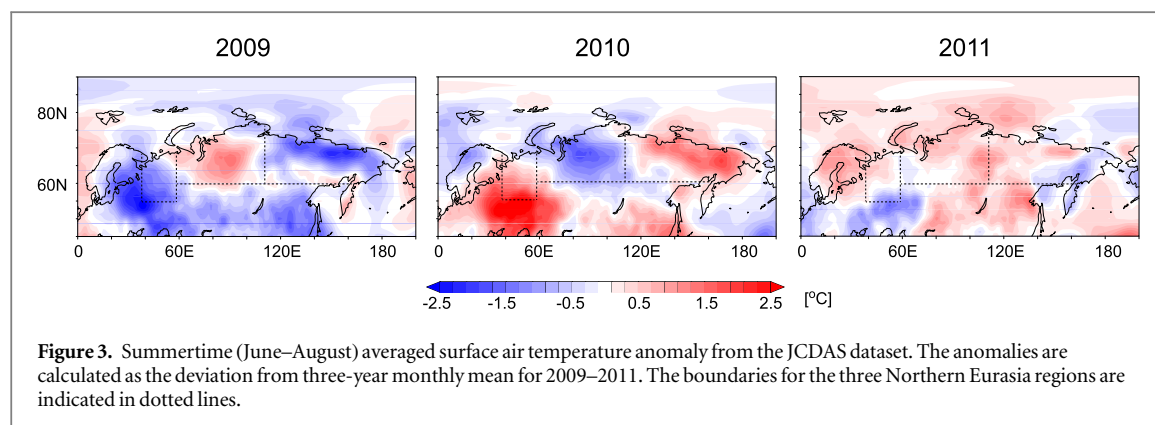 2009 2010 2011
80N
60N
0 60E 120E 180 0 60E 120E 180 0 60E 120E 180
-2.5 -1.5 -0.5 0.5 1.5 2.5 [°C]
Figure 3. Summertime (June–August) averaged surface air temperature anomaly from the JCDAS dataset. The anomalies are
calculated as the deviation from three-year monthly mean for 2009–2011. The boundaries for the three Northern Eurasia regions are
indicated in dotted lines.